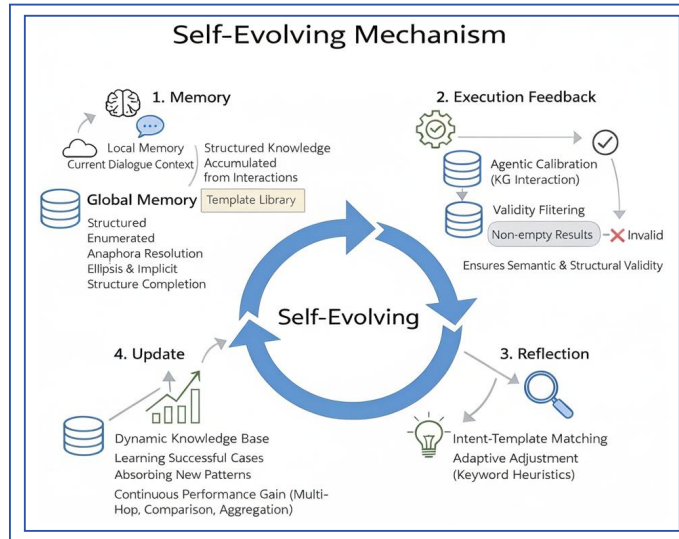 Self-Evolving Mechanism
1. Memory
Local Memory
Current Dialogue Context
Structured Knowledge
Accumulated
from Interactions
Global Memory
Template Library
Structured
Enumerated
Anaphora Resolution
Ellipsis & Implicit
Structure Completion
2. Execution Feedback
Agentic Calibration
(KG Interaction)
Validity Fliltering
Non-empty Results
Invalid
Ensures Semantic & Structural Validity
Self-Evolving
3. Reflection
Intent-Template Matching
Adaptive Adjustment
(Keyword Heuristics)
4. Update
Dynamic Knowledge Base
Learning Successful Cases
Absorbing New Patterns
Continuous Performance Gain (Multi-
Hop, Comparison, Aggregation)